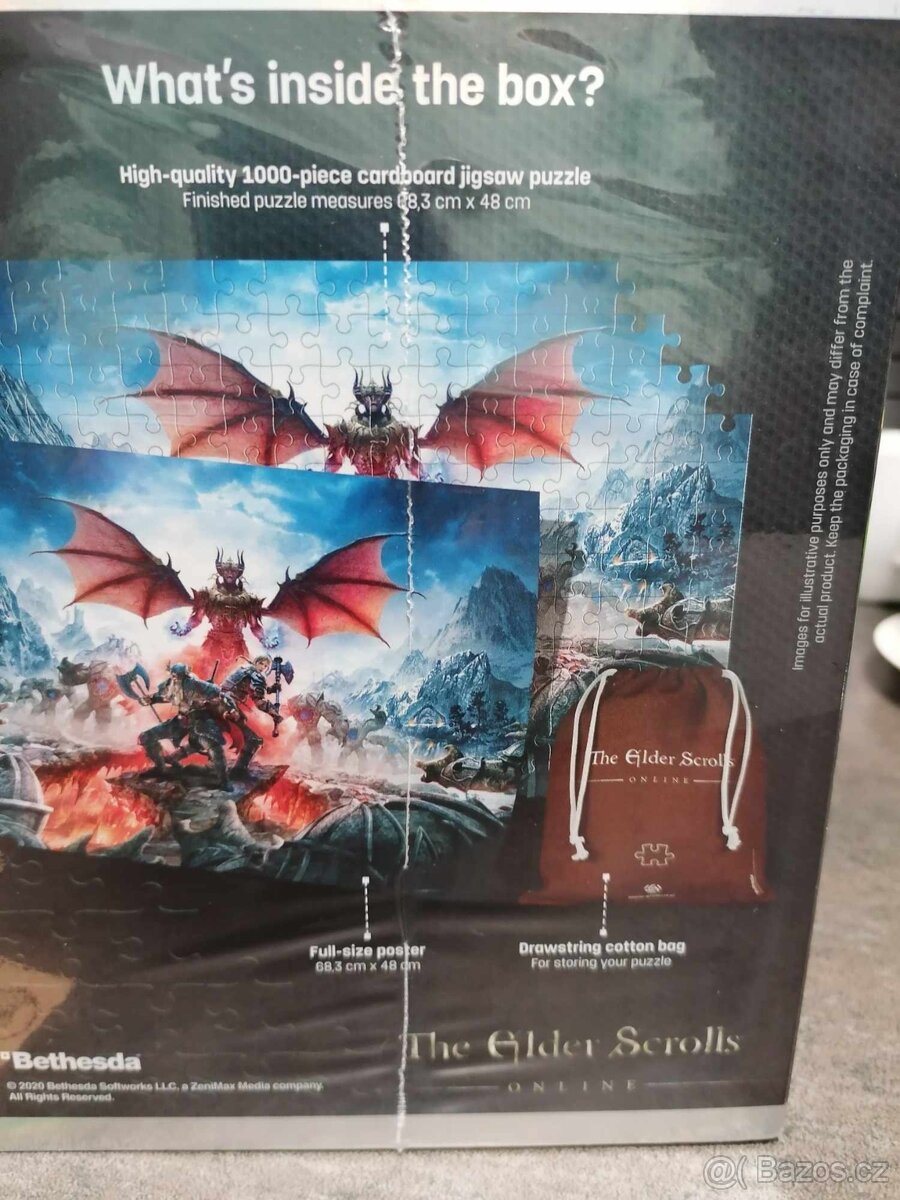 What's inside the box?
High-quality 1000-piece cardboard jigsaw puzzle
Finished puzzle measures 68,3 cm x 48 cm
Images for illustrative purposes only and may differ from the
actual product. Keep the packaging in case of complaint.
The Elder Scrolls
ONLINE
Full-size poster
68,3 cm x 48 cm
Drawstring cotton bag
For storing your puzzle
Bethesda
© 2020 Bethesda Softworks LLC, a ZeniMax Media company.
All Rights Reserved.
The Elder Scrolls
ONLINE
@( Bazos.cz